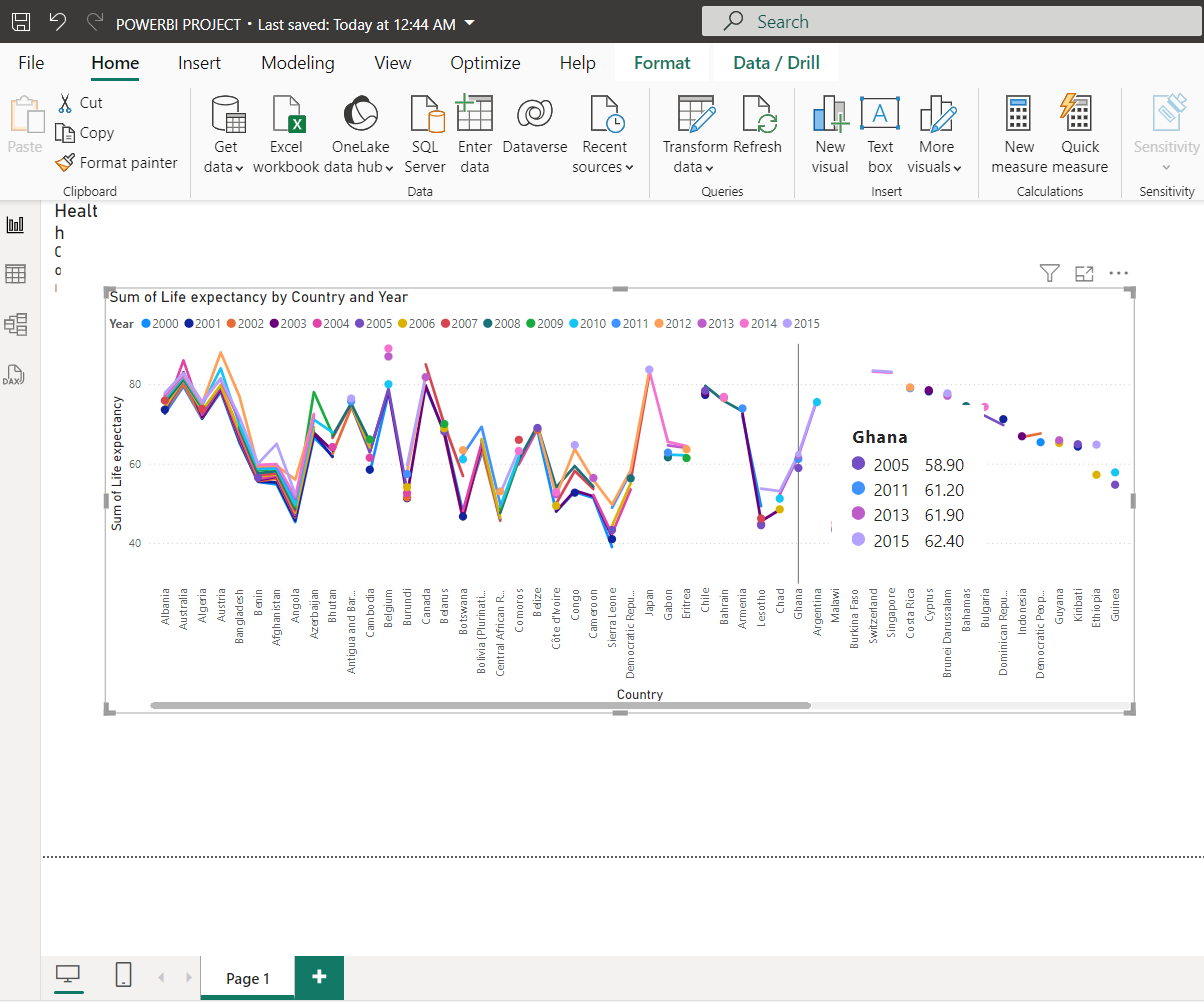 POWERBI PROJECT • Last saved: Today at 12:44 AM
Search
File Home Insert Modeling View Optimize Help Format Data / Drill
Paste
Cut
Copy
Format painter
Clipboard
Get data
Excel workbook
OneLake data hub
SQL Server
Enter data
Dataverse
Recent sources
Data
Transform data
Refresh
Queries
New visual
Text box
More visuals
Insert
New measure
Quick measure
Calculations
Sensitivity
Sensitivity
Healt
h
C
o
DAX
Sum of Life expectancy by Country and Year
Year 2000 2001 2002 2003 2004 2005 2006 2007 2008 2009 2010 2011 2012 2013 2014 2015
Sum of Life expectancy
80
60
40
Ghana
2005 58.90
2011 61.20
2013 61.90
2015 62.40
Albania
Australia
Algeria
Austria
Bangladesh
Benin
Afghanistan
Angola
Azerbaijan
Bhutan
Antigua and Bar...
Cambodia
Belgium
Burundi
Canada
Belarus
Botswana
Bolivia (Plurinati...
Central African R...
Comoros
Belize
Côte d'Ivoire
Congo
Cameroon
Sierra Leone
Democratic Repu...
Japan
Gabon
Eritrea
Chile
Bahrain
Armenia
Lesotho
Chad
Ghana
Argentina
Malawi
Burkina Faso
Switzerland
Singapore
Costa Rica
Cyprus
Brunei Darussalam
Bahamas
Bulgaria
Dominican Repu...
Indonesia
Democratic Peop...
Guyana
Kiribati
Ethiopia
Guinea
Country
Page 1